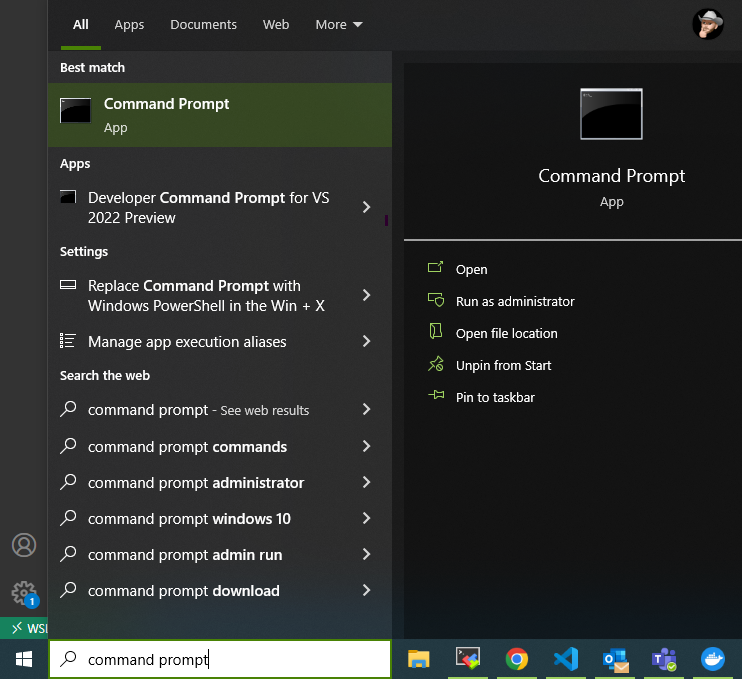 All
Apps
Documents
Web
More
Best match
Command Prompt
App
Apps
Developer Command Prompt for VS
2022 Preview
Settings
Replace Command Prompt with
Windows PowerShell in the Win + X
Manage app execution aliases
Search the web
command prompt - See web results
command prompt commands
command prompt administrator
command prompt windows 10
command prompt admin run
command prompt download
Command Prompt
App
Open
Run as administrator
Open file location
Unpin from Start
Pin to taskbar
1
WSL
command prompt